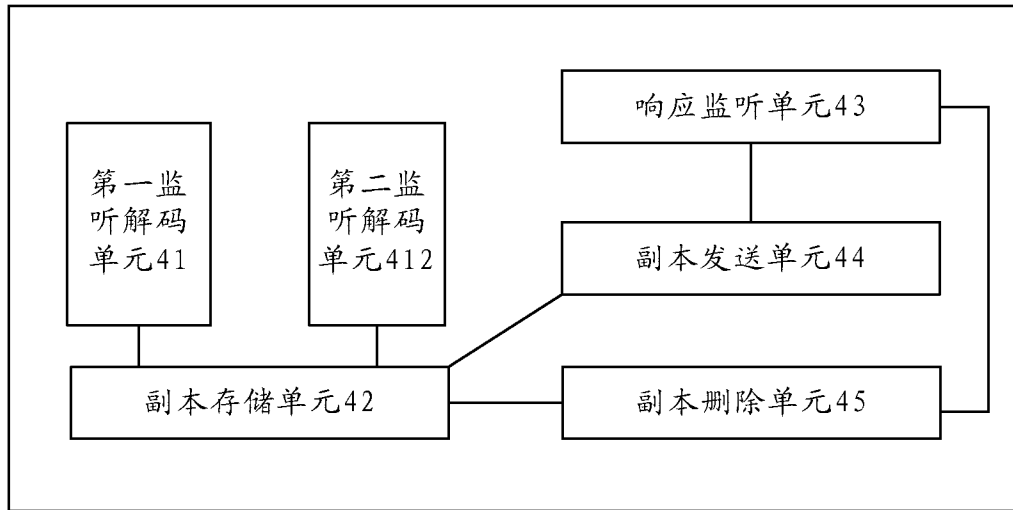 第一监
听解码
单元41
第二监
听解码
单元412
响应监听单元43
副本发送单元44
副本存储单元42
副本删除单元45